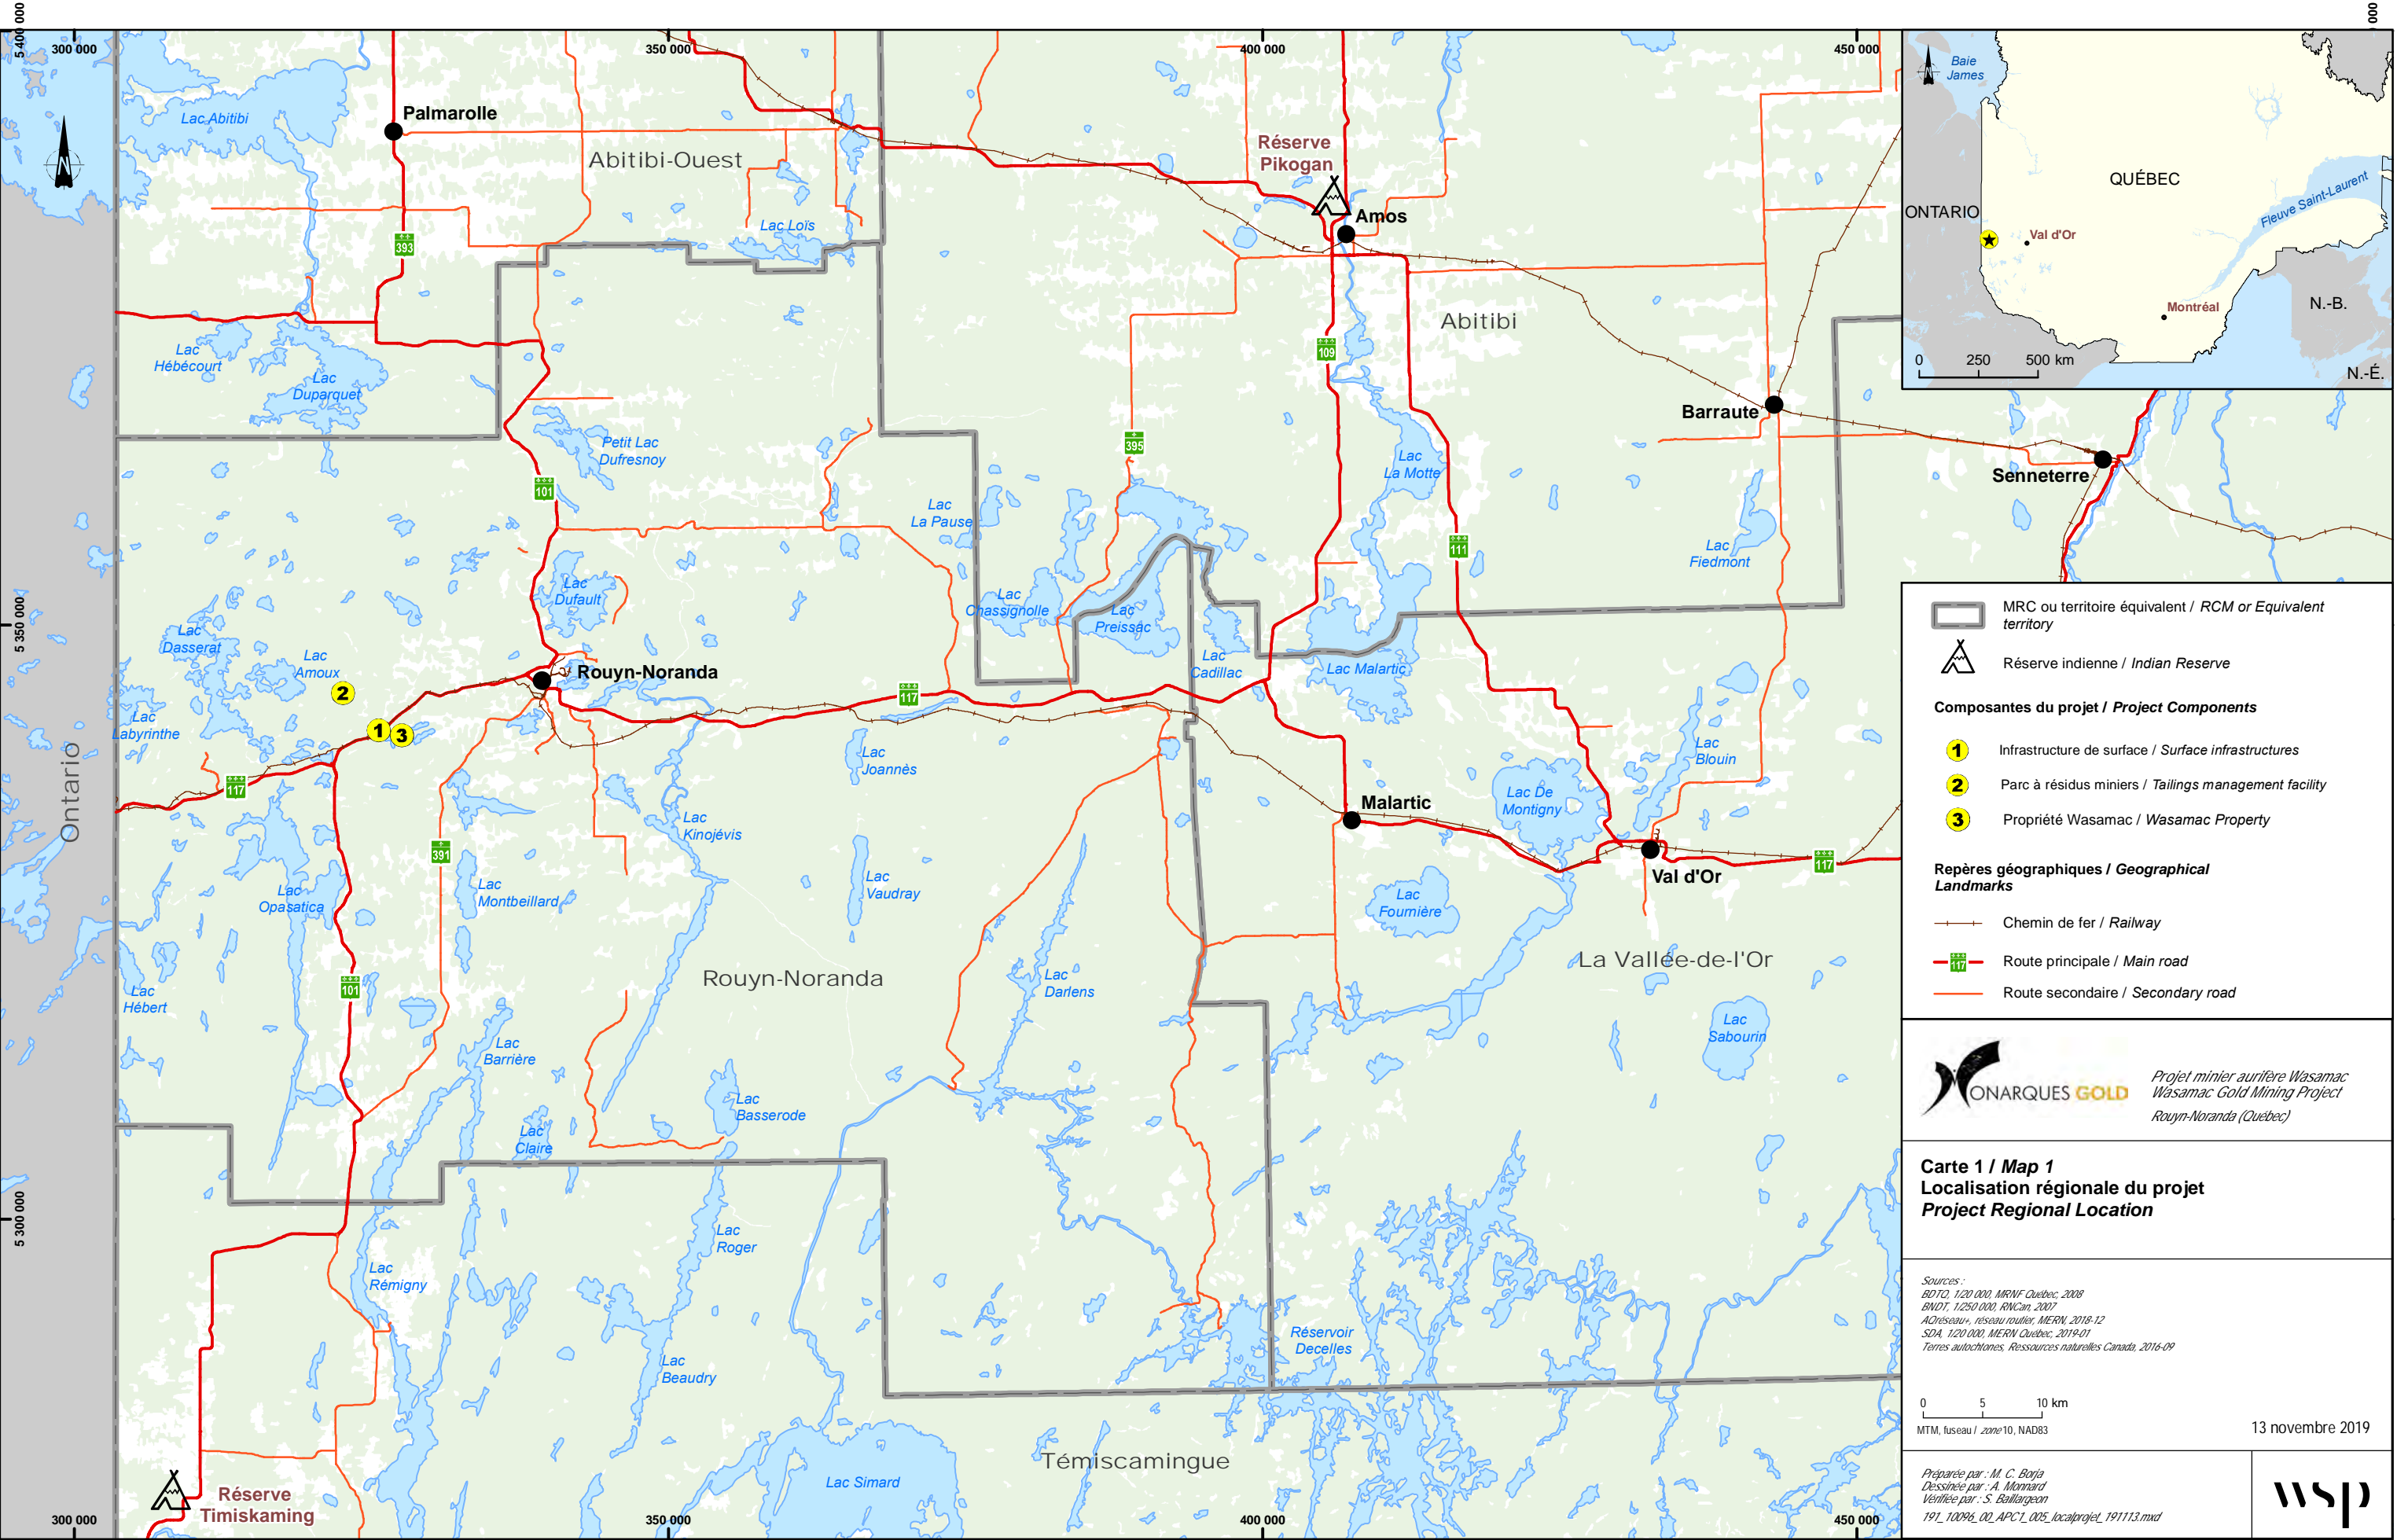 5 400 000
300 000
350 000
400 000
450 000
000
Lac Abitibi
Palmarolle
Abitibi-Ouest
Réserve
Pikogan
Amos
Lac Loïs
393
Abitibi
109
Lac
Hébécourt
Lac
Duparquet
Barraute
Petit Lac
Dufresnoy
395
Lac
La Motte
Senneterre
101
Lac
La Pause
111
Lac
Fiedmont
5 350 000
Lac
Dufault
Lac
Chassignolle
Lac
Preissac
Lac
Dasserat
Lac
Amoux
Lac
Cadillac
Lac Malartic
Rouyn-Noranda
2
117
Lac
Labyrinthe
1
3
Lac
Joannès
Lac
Blouin
117
Ontario
Lac De
Montigny
Malartic
Lac
Kinojévis
391
Val d'Or
117
Lac
Opasatica
Lac
Montbeillard
Lac
Vaudray
Lac
Fournière
Rouyn-Noranda
La Vallée-de-l'Or
101
Lac
Darlens
Lac
Hébert
Lac
Sabourin
Lac
Barrière
Lac
Basserode
Lac
Claire
5 300 000
Lac
Roger
Lac
Rémigny
Réservoir
Decelles
Lac
Beaudry
Témiscamingue
Lac Simard
Réserve
Timiskaming
300 000
350 000
400 000
450 000
Baie
James
QUÉBEC
ONTARIO
Fleuve Saint-Laurent
Val d'Or
Montréal
N.-B.
N.-É.
0 250 500 km
MRC ou territoire équivalent / RCM or Equivalent
territory
Réserve indienne / Indian Reserve
Composantes du projet / Project Components
1 Infrastructure de surface / Surface infrastructures
2 Parc à résidus miniers / Tailings management facility
3 Propriété Wasamac / Wasamac Property
Repères géographiques / Geographical
Landmarks
Chemin de fer / Railway
117 Route principale / Main road
Route secondaire / Secondary road
MONARQUES GOLD
Projet minier aurifère Wasamac
Wasamac Gold Mining Project
Rouyn-Noranda (Québec)
Carte 1 / Map 1
Localisation régionale du projet
Project Regional Location
Sources :
BDTQ, 1/20 000, MRNF Québec, 2008
BNDT, 1/250 000, RNCan, 2007
AQréseau+, réseau routier, MERN, 2018-12
SDA, 1/20 000, MERN Québec, 2019-01
Terres autochtones, Ressources naturelles Canada, 2016-09
0 5 10 km
MTM, fuseau / zone 10, NAD83
13 novembre 2019
Préparée par : M. C. Borja
Dessinée par : A. Monnard
Vérifiée par : S. Baillargeon
191_10096_00_APC1_005_localprojet_191113.mxd
wsp